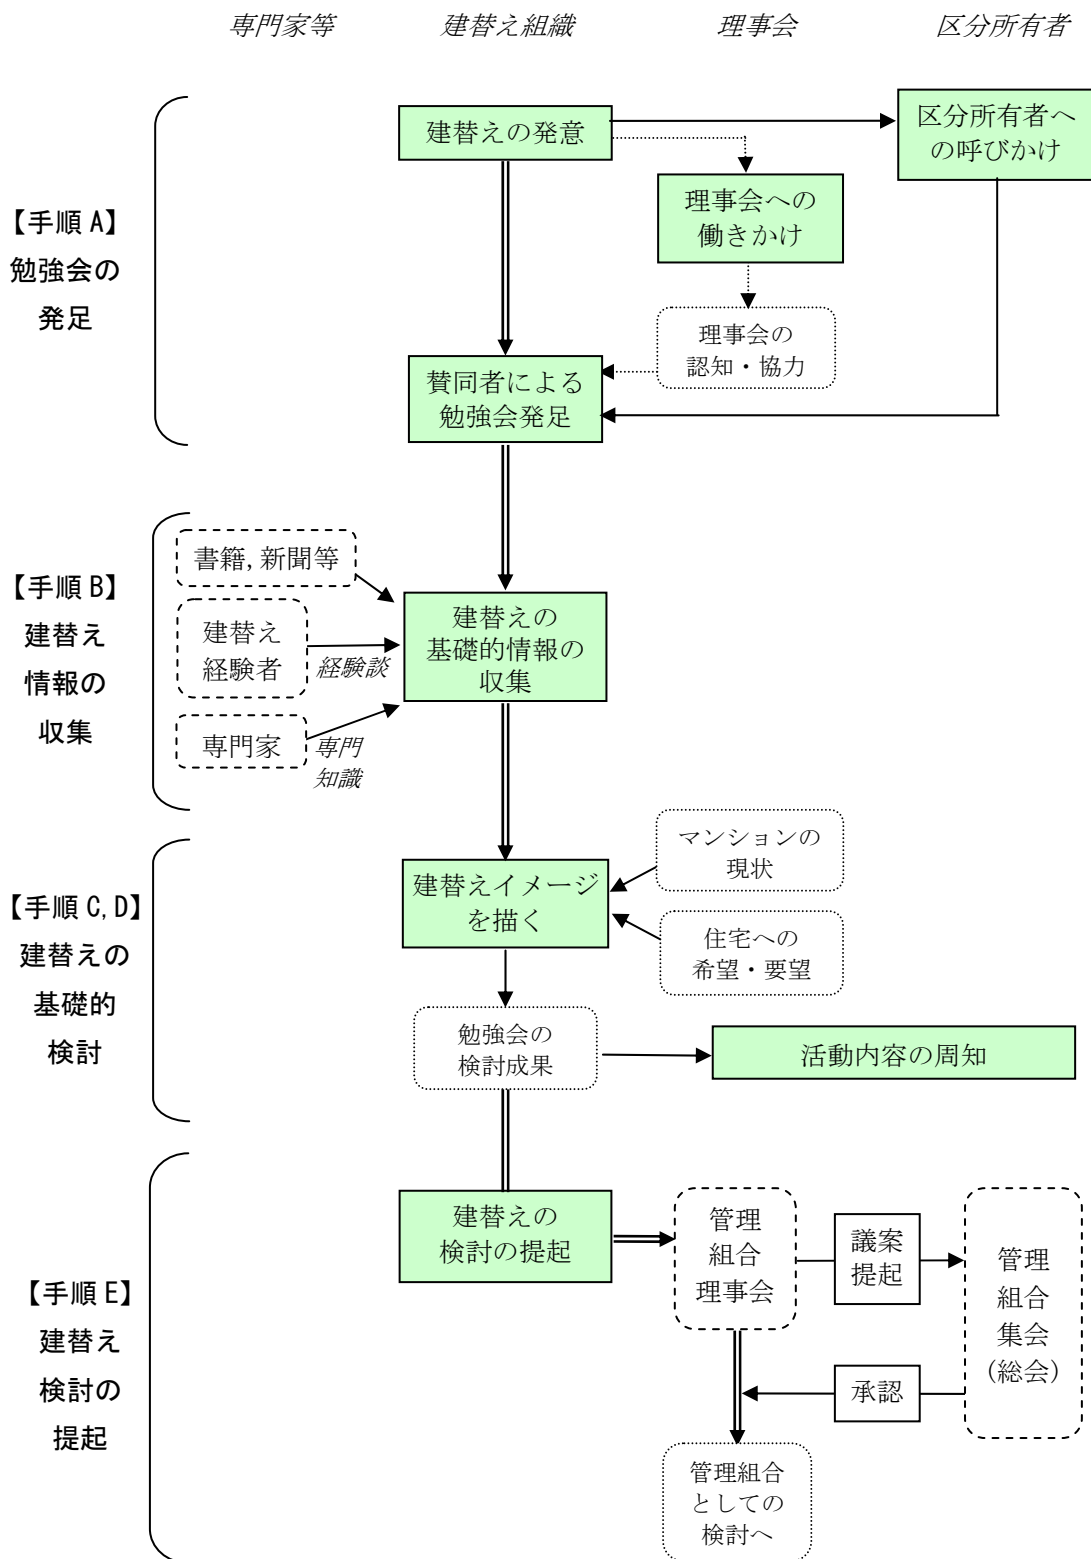 専門家等
建替え組織
理事会
区分所有者
【手順 A】
勉強会の
発足
建替えの発意
区分所有者へ
の呼びかけ
理事会への
働きかけ
理事会の
認知・協力
賛同者による
勉強会発足
【手順 B】
建替え
情報の
収集
書籍, 新聞等
建替え
経験者
経験談
専門家
専門
知識
建替えの
基礎的情報の
収集
【手順 C, D】
建替えの
基礎的
検討
建替えイメージ
を描く
マンションの
現状
住宅への
希望・要望
勉強会の
検討成果
活動内容の周知
【手順 E】
建替え
検討の
提起
建替えの
検討の提起
管理
組合
理事会
議案
提起
管理
組合
集会
(総会)
承認
管理組合
としての
検討へ